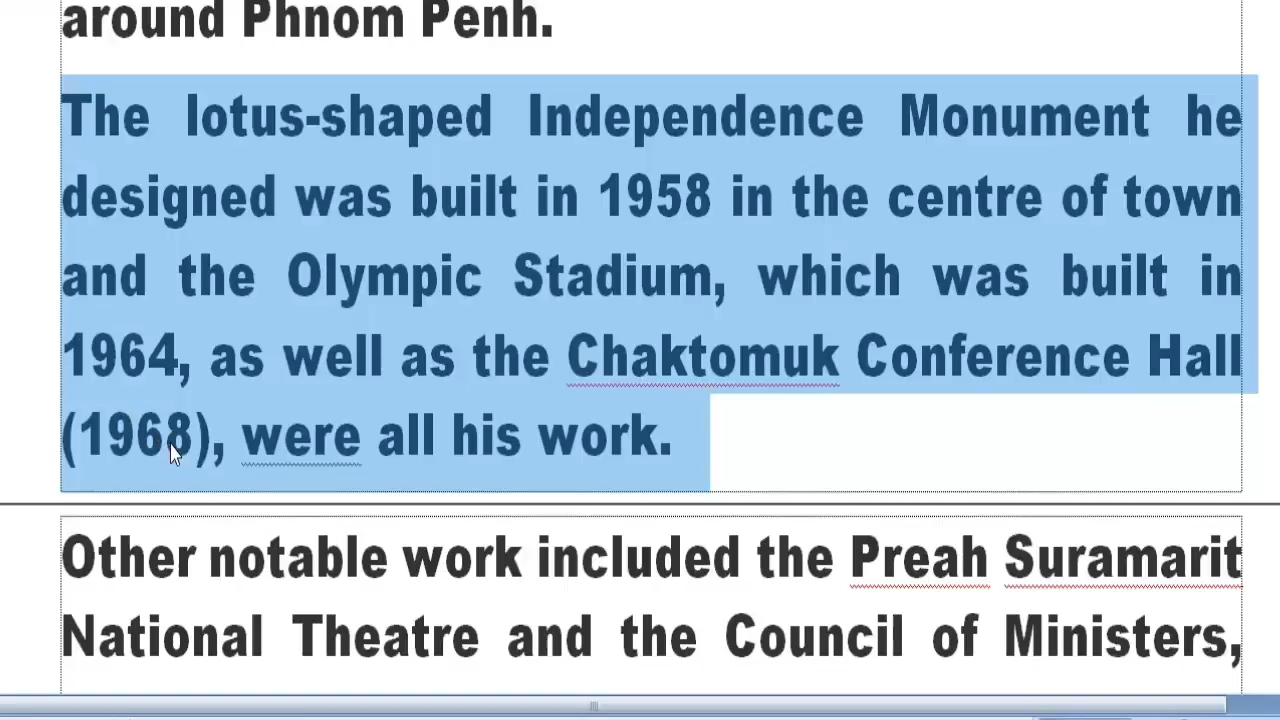 around Phnom Penh.
The lotus-shaped Independence Monument he
designed was built in 1958 in the centre of town
and the Olympic Stadium, which was built in
1964, as well as the Chaktomuk Conference Hall
(1968), were all his work.
Other notable work included the Preah Suramarit
National Theatre and the Council of Ministers,